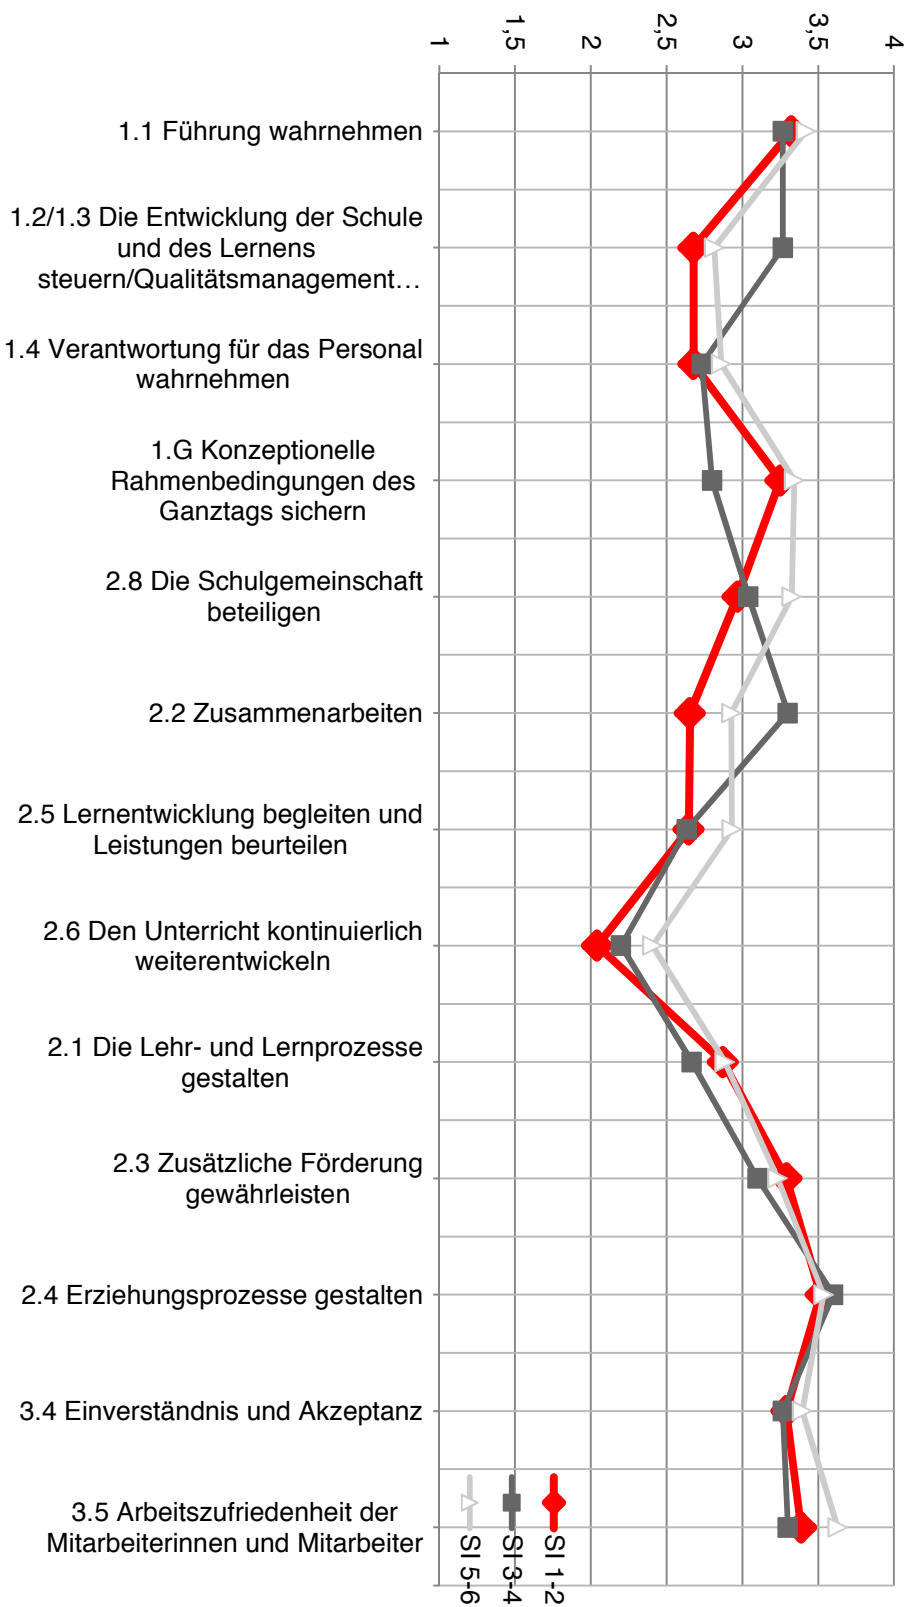 1
1,5
2
2,5
3
3,5
4
1.1 Führung wahrnehmen
1.2/1.3 Die Entwicklung der Schule
und des Lernens
steuern/Qualitätsmanagement…
1.4 Verantwortung für das Personal
wahrnehmen
1.G Konzeptionelle
Rahmenbedingungen des
Ganztags sichern
2.8 Die Schulgemeinschaft
beteiligen
2.2 Zusammenarbeiten
2.5 Lernentwicklung begleiten und
Leistungen beurteilen
2.6 Den Unterricht kontinuierlich
weiterentwickeln
2.1 Die Lehr- und Lernprozesse
gestalten
2.3 Zusätzliche Förderung
gewährleisten
2.4 Erziehungsprozesse gestalten
3.4 Einverständnis und Akzeptanz
3.5 Arbeitszufriedenheit der
Mitarbeiterinnen und Mitarbeiter
SI 1-2
SI 3-4
SI 5-6